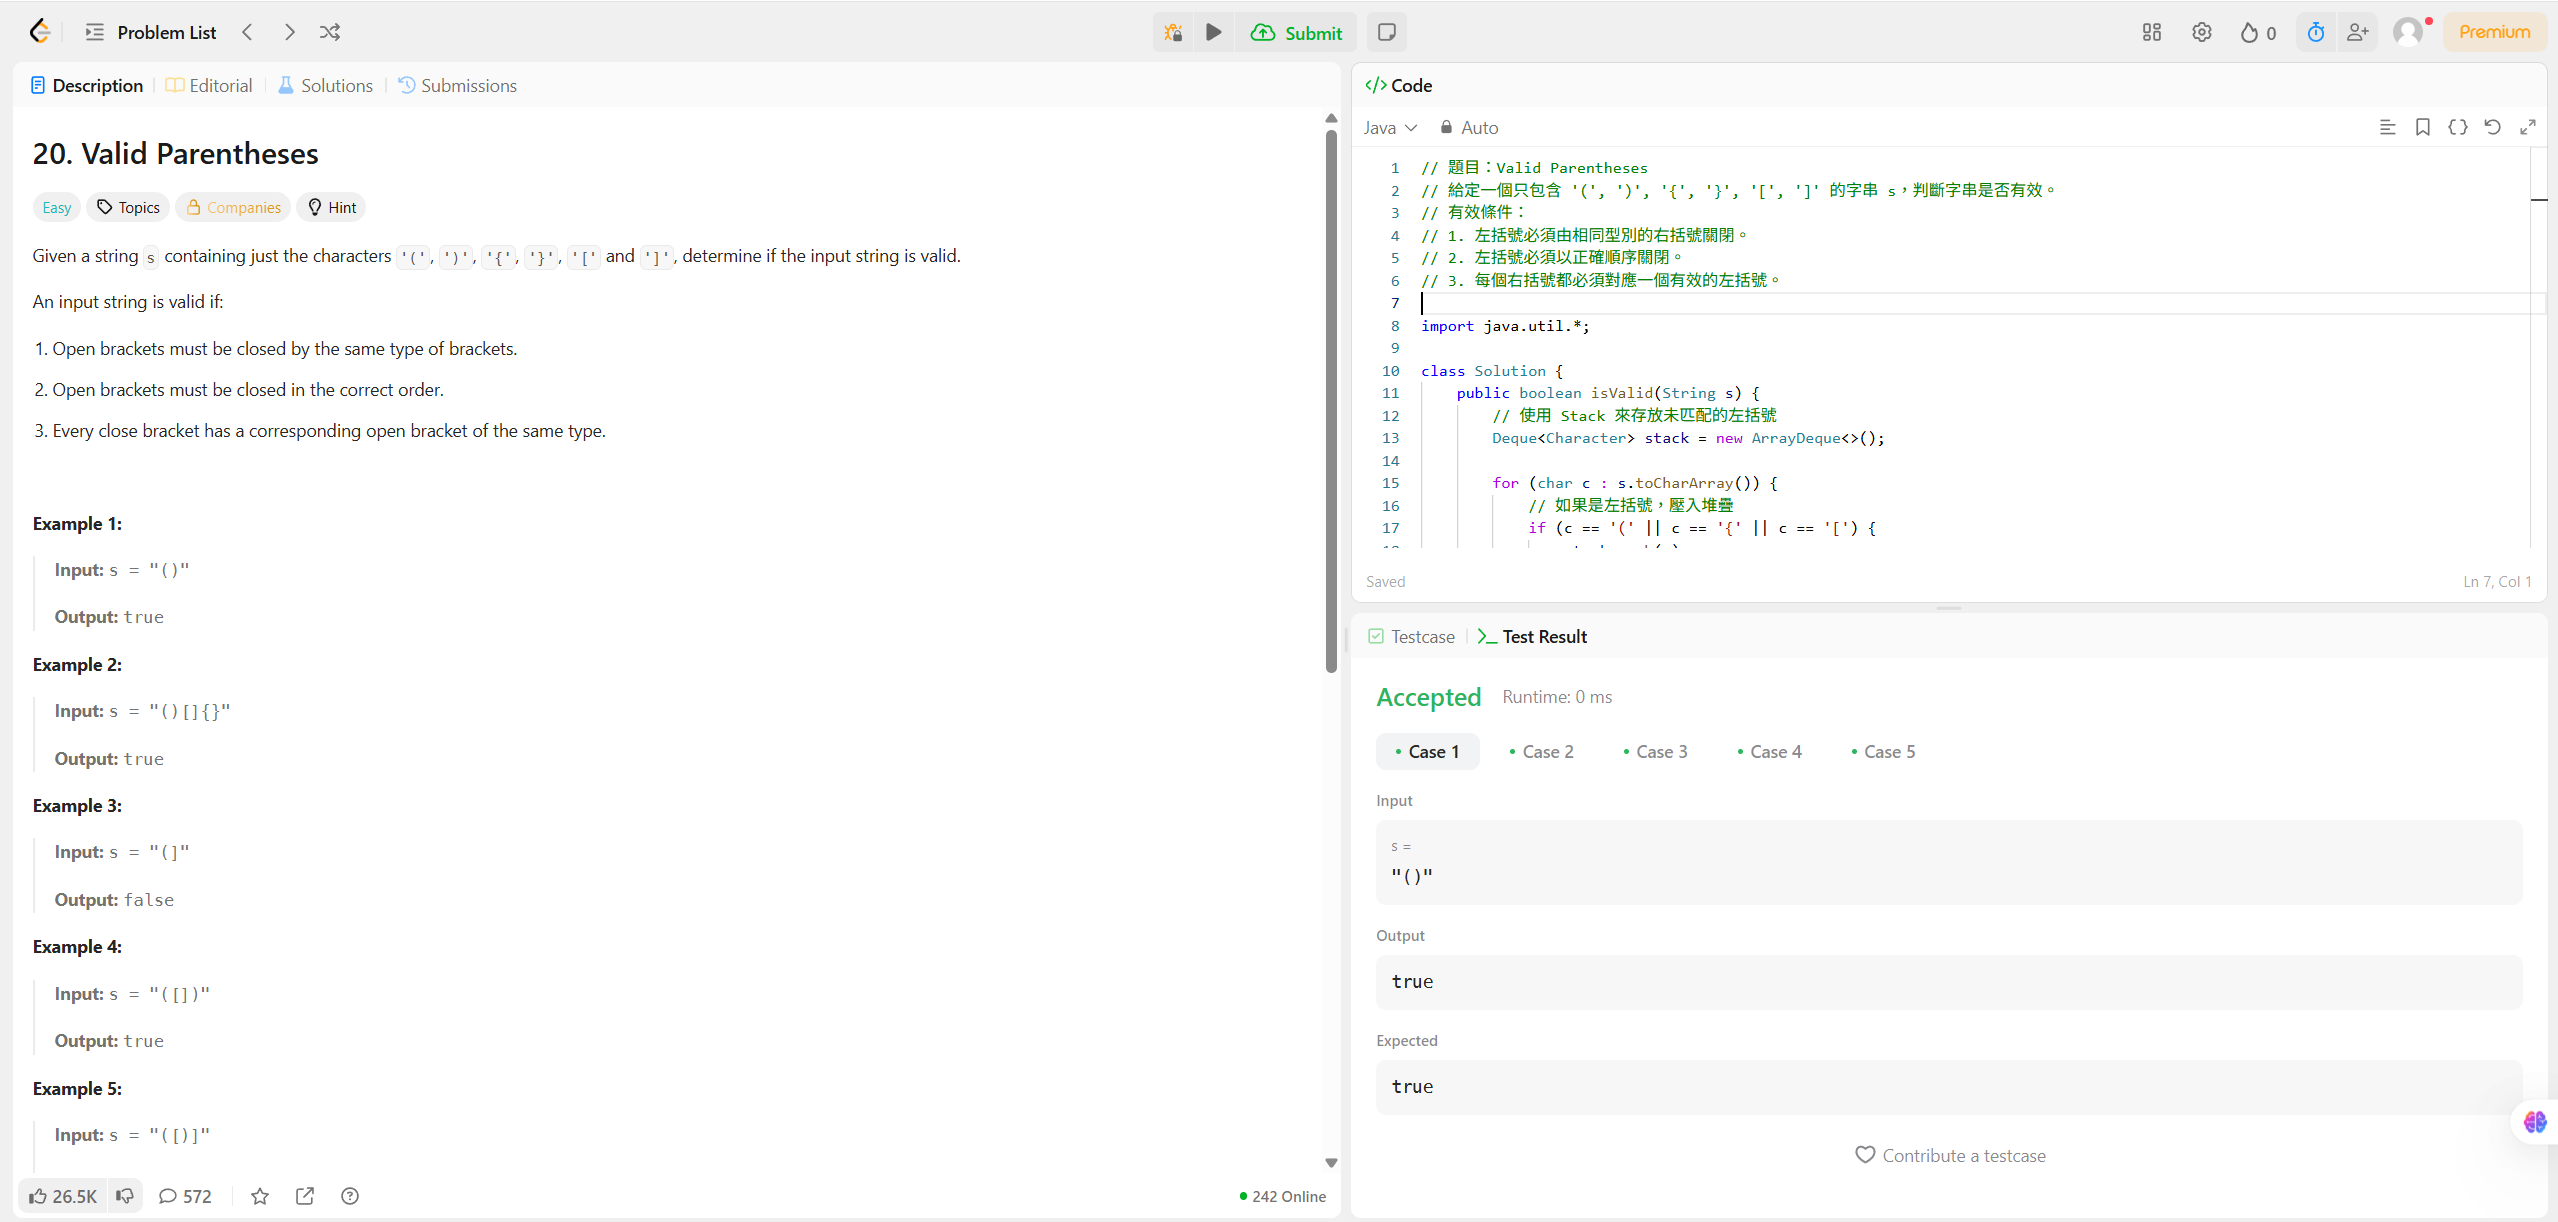 Problem List
Submit
0
Premium
Description
Editorial
Solutions
Submissions
20. Valid Parentheses
Easy
Topics
Companies
Hint
Given a string s containing just the characters '(', ')', '{', '}', '[' and ']', determine if the input string is valid.
An input string is valid if:
1. Open brackets must be closed by the same type of brackets.
2. Open brackets must be closed in the correct order.
3. Every close bracket has a corresponding open bracket of the same type.
Example 1:
Input: s = "()"
Output: true
Example 2:
Input: s = "()[]{}"
Output: true
Example 3:
Input: s = "(]"
Output: false
Example 4:
Input: s = "([])"
Output: true
Example 5:
Input: s = "([)]"
26.5K
572
242 Online
</> Code
Java
Auto
1 // 題目：Valid Parentheses
2 // 給定一個只包含 '(', ')', '{', '}', '[', ']' 的字串 s，判斷字串是否有效。
3 // 有效條件：
4 // 1. 左括號必須由相同型別的右括號關閉。
5 // 2. 左括號必須以正確順序關閉。
6 // 3. 每個右括號都必須對應一個有效的左括號。
7
8 import java.util.*;
9
10 class Solution {
11 public boolean isValid(String s) {
12 // 使用 Stack 來存放未匹配的左括號
13 Deque<Character> stack = new ArrayDeque<>();
14
15 for (char c : s.toCharArray()) {
16 // 如果是左括號，壓入堆疊
17 if (c == '(' || c == '{' || c == '[') {
Saved
Ln 7, Col 1
Testcase
Test Result
Accepted
Runtime: 0 ms
Case 1
Case 2
Case 3
Case 4
Case 5
Input
s =
"()"
Output
true
Expected
true
Contribute a testcase